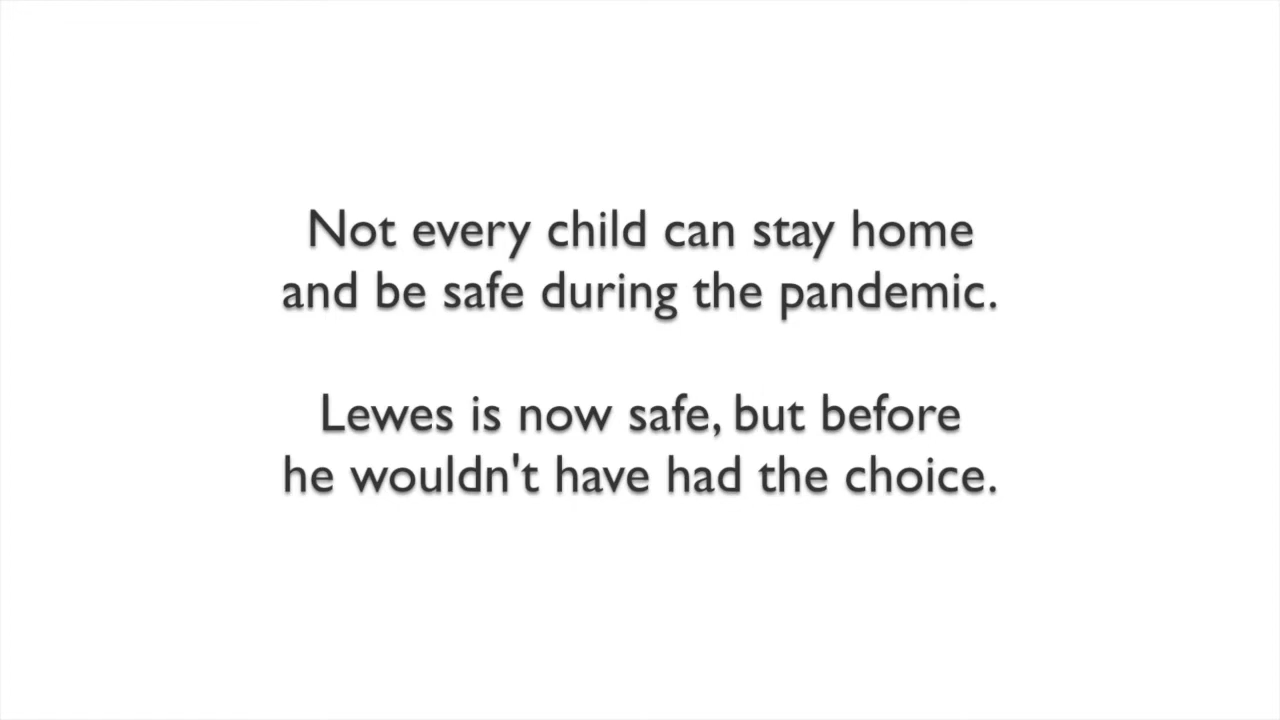 Not every child can stay home
and be safe during the pandemic.
Lewes is now safe, but before
he wouldn't have had the choice.